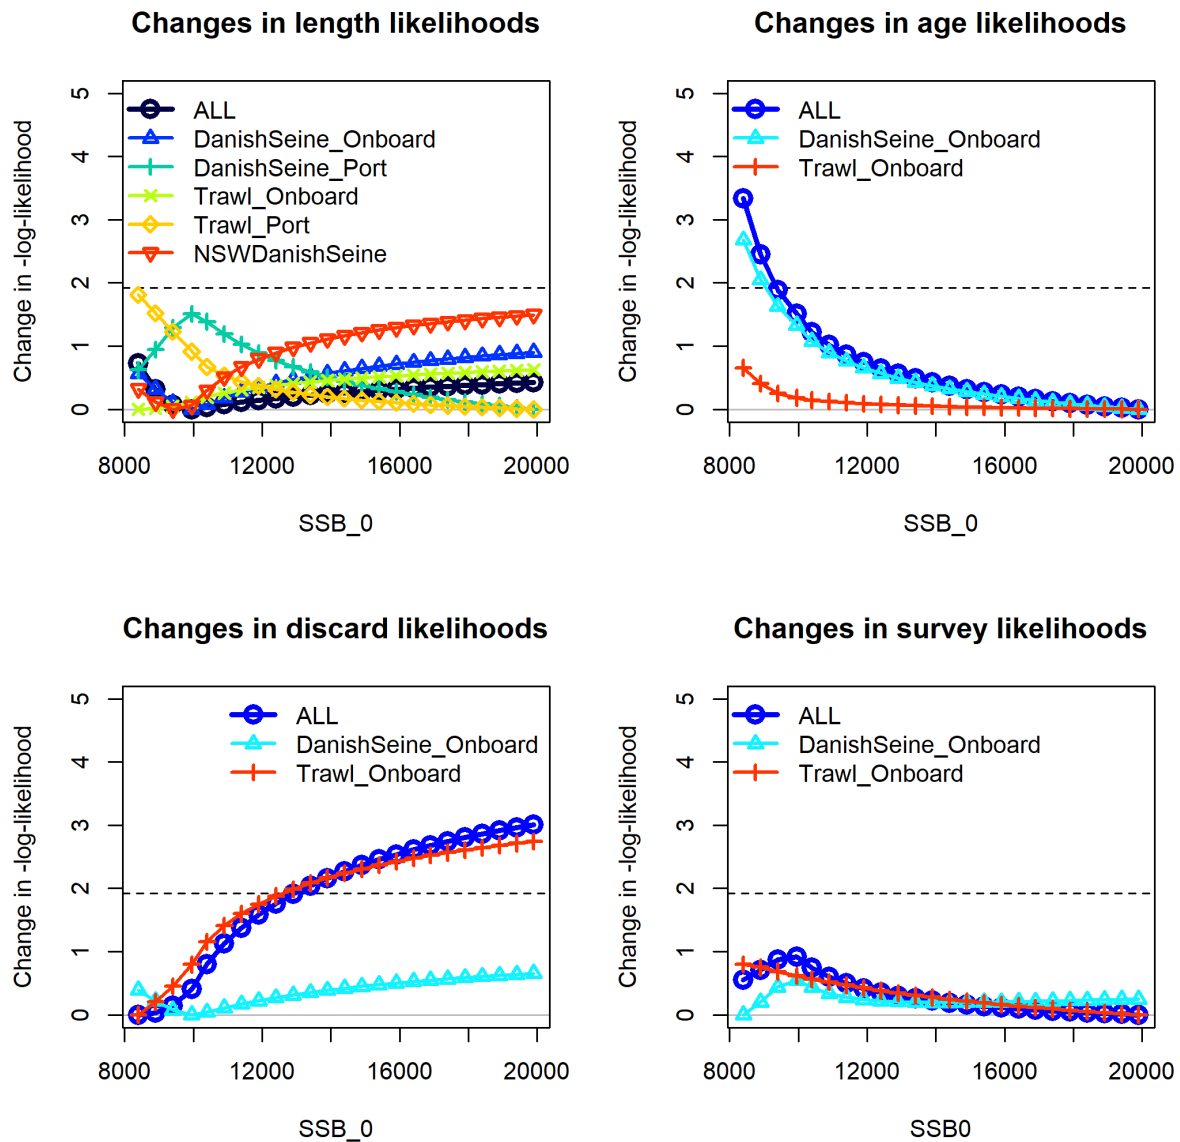 Changes in length likelihoods
Change in -log-likelihood
5
4
3
2
1
0
ALL
DanishSeine_Onboard
DanishSeine_Port
Trawl_Onboard
Trawl_Port
NSWDanishSeine
8000
12000
16000
20000
SSB_0
Changes in age likelihoods
Change in -log-likelihood
5
4
3
2
1
0
ALL
DanishSeine_Onboard
Trawl_Onboard
8000
12000
16000
20000
SSB_0
Changes in discard likelihoods
Change in -log-likelihood
5
4
3
2
1
0
ALL
DanishSeine_Onboard
Trawl_Onboard
8000
12000
16000
20000
SSB_0
Changes in survey likelihoods
Change in -log-likelihood
5
4
3
2
1
0
ALL
DanishSeine_Onboard
Trawl_Onboard
8000
12000
16000
20000
SSB0